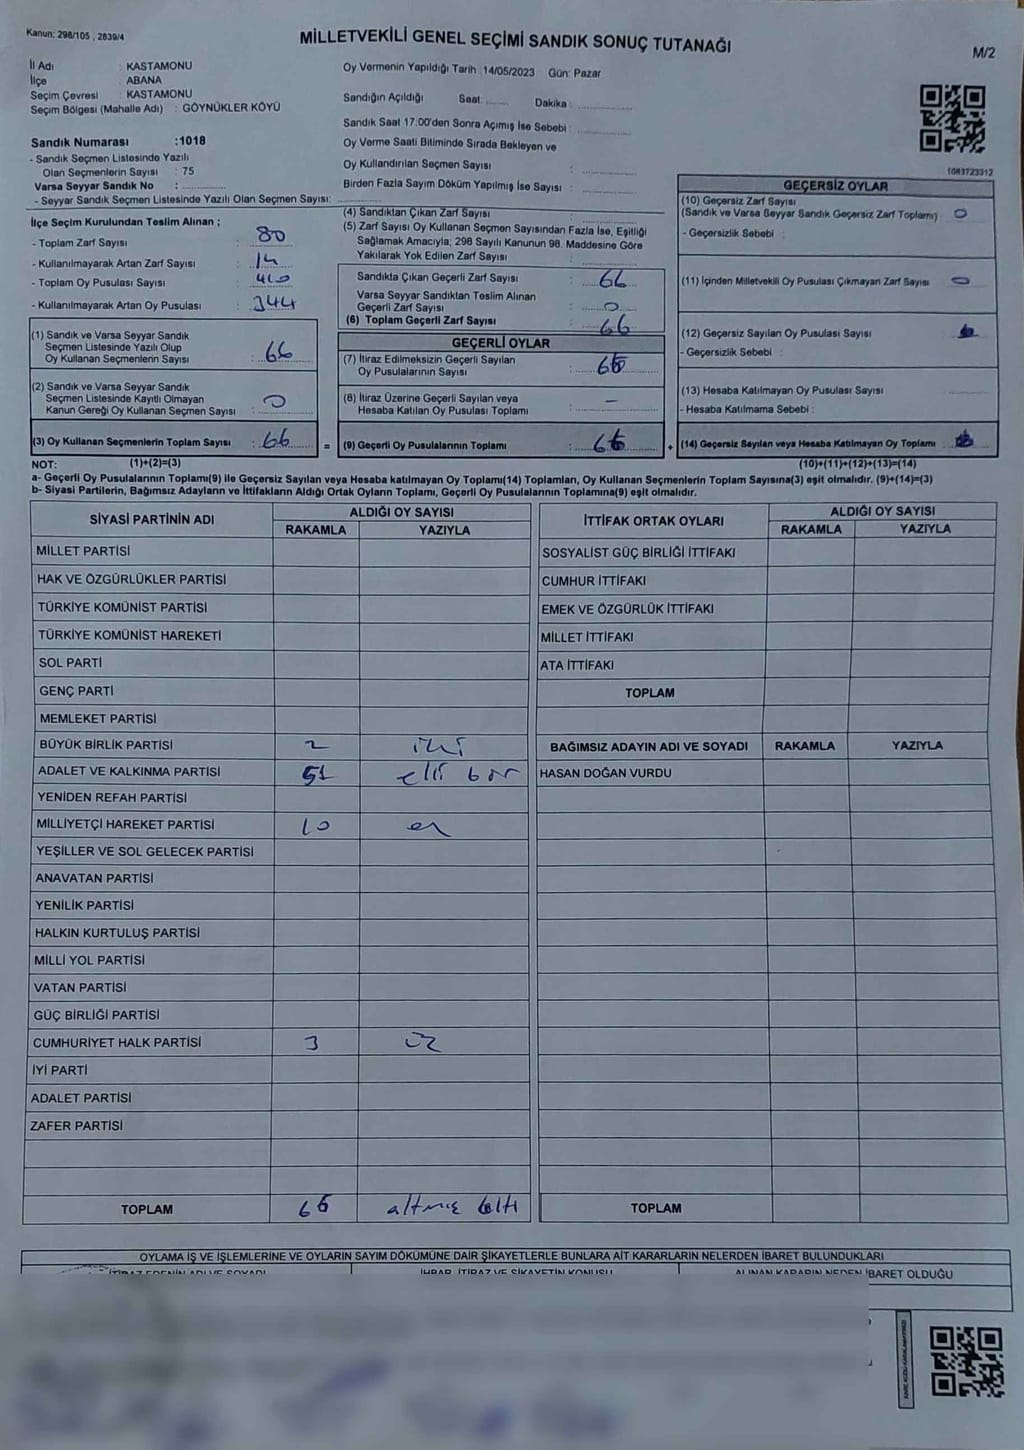 Kanun: 298/105 , 2839/4
MİLLETVEKİLİ GENEL SEÇİMİ SANDIK SONUÇ TUTANAĞI
M/2
İl Adı : KASTAMONU
İlçe : ABANA
Seçim Çevresi : KASTAMONU
Seçim Bölgesi (Mahalle Adı) : GÖYNÜKLER KÖYÜ
Sandık Numarası :1018
- Sandık Seçmen Listesinde Yazılı
Olan Seçmenlerin Sayısı : 75
Varsa Seyyar Sandık No : ............
- Seyyar Sandık Seçmen Listesinde Yazılı Olan Seçmen Sayısı: ............
Oy Vermenin Yapıldığı Tarih :14/05/2023 Gün: Pazar
Sandığın Açıldığı Saat: ....... Dakika : ............
Sandık Saat 17:00'den Sonra Açımış İse Sebebi : ............
Oy Verme Saati Bitiminde Sırada Bekleyen ve
Oy Kullandırılan Seçmen Sayısı : ............
Birden Fazla Sayım Döküm Yapılmış İse Sayısı : ............
1083723312
İlçe Seçim Kurulundan Teslim Alınan ;
- Toplam Zarf Sayısı : 80
- Kullanılmayarak Artan Zarf Sayısı : 14
- Toplam Oy Pusulası Sayısı : 410
- Kullanılmayarak Artan Oy Pusulası : 344
(4) Sandıktan Çıkan Zarf Sayısı : ............
(5) Zarf Sayısı Oy Kullanan Seçmen Sayısından Fazla İse, Eşitliği
Sağlamak Amacıyla; 298 Sayılı Kanunun 98. Maddesine Göre
Yakılarak Yok Edilen Zarf Sayısı : ............
Sandıkta Çıkan Geçerli Zarf Sayısı : 66
Varsa Seyyar Sandıktan Teslim Alınan
Geçerli Zarf Sayısı : 0
(6) Toplam Geçerli Zarf Sayısı : 66
GEÇERSİZ OYLAR
(10) Geçersiz Zarf Sayısı
(Sandık ve Varsa Seyyar Sandık Geçersiz Zarf Toplamı) : 0
- Geçersizlik Sebebi :
(11) İçinden Milletvekili Oy Pusulası Çıkmayan Zarf Sayısı : 0
(12) Geçersiz Sayılan Oy Pusulası Sayısı
- Geçersizlik Sebebi :
(13) Hesaba Katılmayan Oy Pusulası Sayısı : ............
- Hesaba Katılmama Sebebi :
(14) Geçersiz Sayılan veya Hesaba Katılmayan Oy Toplamı :
(1) Sandık ve Varsa Seyyar Sandık
Seçmen Listesinde Yazılı Olup
Oy Kullanan Seçmenlerin Sayısı : 66
(2) Sandık ve Varsa Seyyar Sandık
Seçmen Listesinde Kayıtlı Olmayan
Kanun Gereği Oy Kullanan Seçmen Sayısı : 0
(3) Oy Kullanan Seçmenlerin Toplam Sayısı : 66 =
GEÇERLİ OYLAR
(7) İtiraz Edilmeksizin Geçerli Sayılan
Oy Pusulalarının Sayısı : 66
(8) İtiraz Üzerine Geçerli Sayılan veya
Hesaba Katılan Oy Pusulası Toplamı : –
(9) Geçerli Oy Pusulalarının Toplamı : 66 +
NOT: (1)+(2)=(3) (10)+(11)+(12)+(13)=(14)
a- Geçerli Oy Pusulalarının Toplamı(9) ile Geçersiz Sayılan veya Hesaba katılmayan Oy Toplamı(14) Toplamları, Oy Kullanan Seçmenlerin Toplam Sayısına(3) eşit olmalıdır. (9)+(14)=(3)
b- Siyasi Partilerin, Bağımsız Adayların ve İttifakların Aldığı Ortak Oyların Toplamı, Geçerli Oy Pusulalarının Toplamına(9) eşit olmalıdır.
SİYASİ PARTİNİN ADI ALDIĞI OY SAYISI
RAKAMLA YAZIYLA
MİLLET PARTİSİ
HAK VE ÖZGÜRLÜKLER PARTİSİ
TÜRKİYE KOMÜNİST PARTİSİ
TÜRKİYE KOMÜNİST HAREKETİ
SOL PARTİ
GENÇ PARTİ
MEMLEKET PARTİSİ
BÜYÜK BİRLİK PARTİSİ 2 iki
ADALET VE KALKINMA PARTİSİ 51 elli bir
YENİDEN REFAH PARTİSİ
MİLLİYETÇİ HAREKET PARTİSİ 10 on
YEŞİLLER VE SOL GELECEK PARTİSİ
ANAVATAN PARTİSİ
YENİLİK PARTİSİ
HALKIN KURTULUŞ PARTİSİ
MİLLİ YOL PARTİSİ
VATAN PARTİSİ
GÜÇ BİRLİĞİ PARTİSİ
CUMHURİYET HALK PARTİSİ 3 üç
İYİ PARTİ
ADALET PARTİSİ
ZAFER PARTİSİ
TOPLAM 66 altmış altı
İTTİFAK ORTAK OYLARI ALDIĞI OY SAYISI
RAKAMLA YAZIYLA
SOSYALİST GÜÇ BİRLİĞİ İTTİFAKI
CUMHUR İTTİFAKI
EMEK VE ÖZGÜRLÜK İTTİFAKI
MİLLET İTTİFAKI
ATA İTTİFAKI
TOPLAM
BAĞIMSIZ ADAYIN ADI VE SOYADI RAKAMLA YAZIYLA
HASAN DOĞAN VURDU
TOPLAM
OYLAMA İŞ VE İŞLEMLERİNE VE OYLARIN SAYIM DÖKÜMÜNE DAİR ŞİKAYETLERLE BUNLARA AİT KARARLARIN NELERDEN İBARET BULUNDUKLARI
İTİRAZ EDENİN ADI VE SOYADI İHBAR, İTİRAZ VE ŞİKAYETİN KONUSU ALINAN KARARIN NEDEN İBARET OLDUĞU